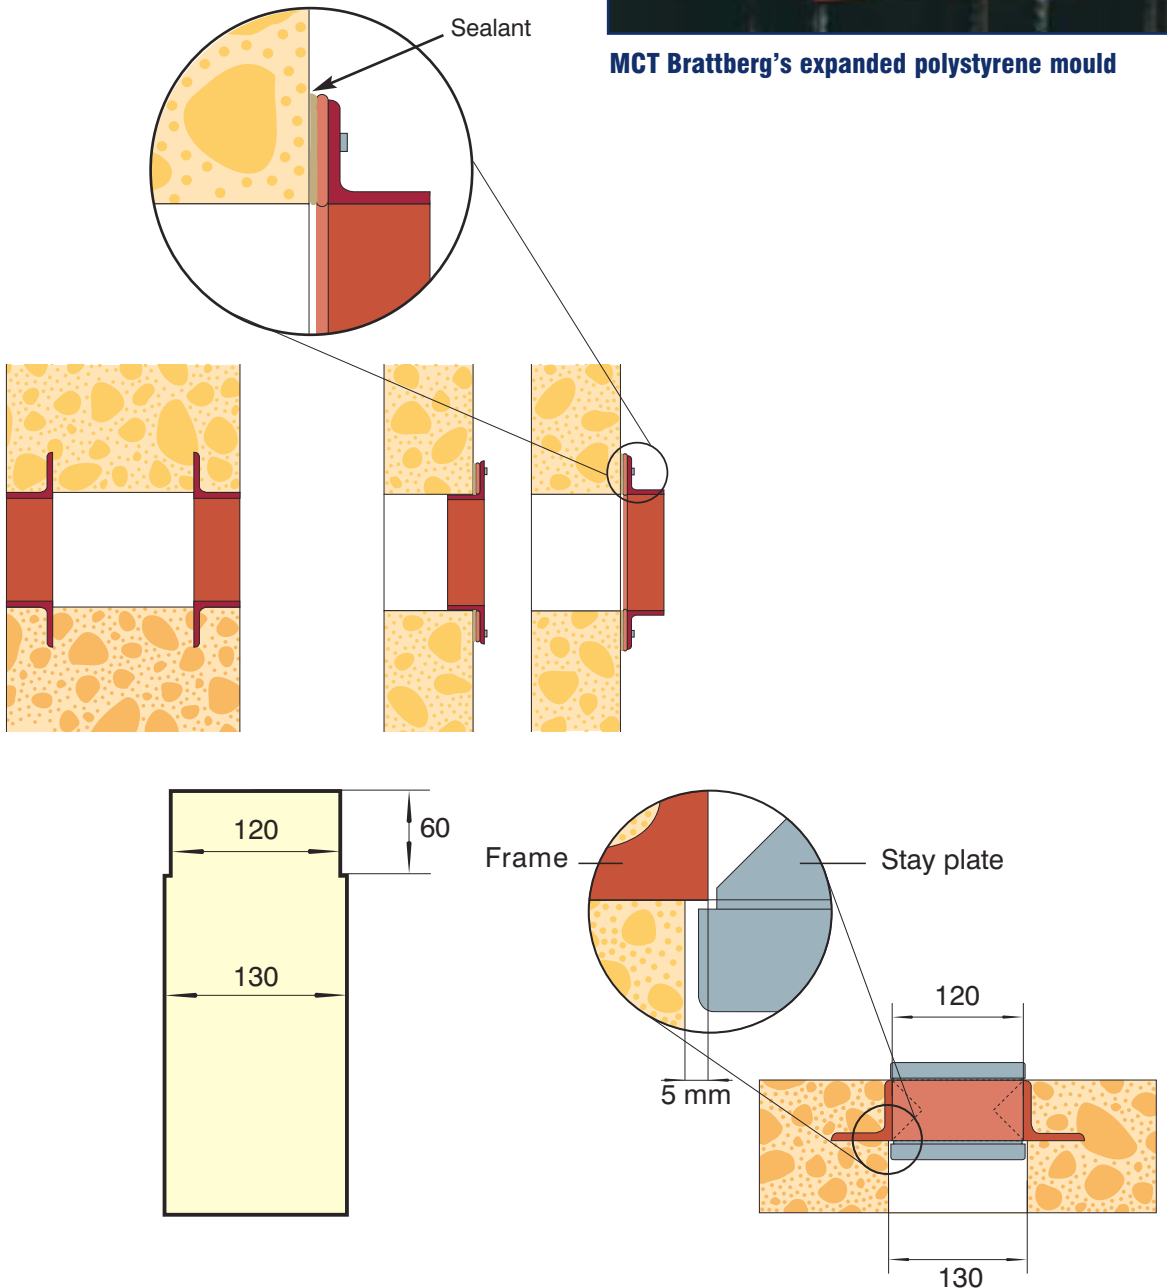 Sealant
MCT Brattberg's expanded polystyrene mould
120
60
130
Frame
Stay plate
5 mm
120
130